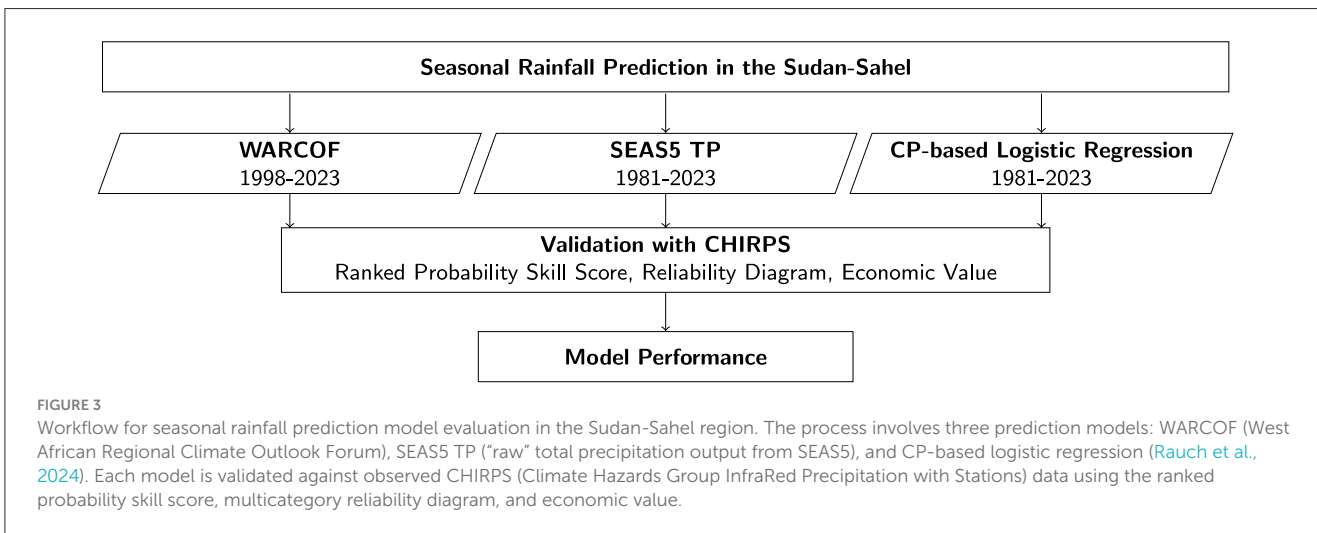 Seasonal Rainfall Prediction in the Sudan-Sahel
WARCOF
1998-2023
SEAS5 TP
1981-2023
CP-based Logistic Regression
1981-2023
Validation with CHIRPS
Ranked Probability Skill Score, Reliability Diagram, Economic Value
Model Performance
FIGURE 3
Workflow for seasonal rainfall prediction model evaluation in the Sudan-Sahel region. The process involves three prediction models: WARCOF (West
African Regional Climate Outlook Forum), SEAS5 TP (“raw” total precipitation output from SEAS5), and CP-based logistic regression (Rauch et al.,
2024). Each model is validated against observed CHIRPS (Climate Hazards Group InfraRed Precipitation with Stations) data using the ranked
probability skill score, multicategory reliability diagram, and economic value.